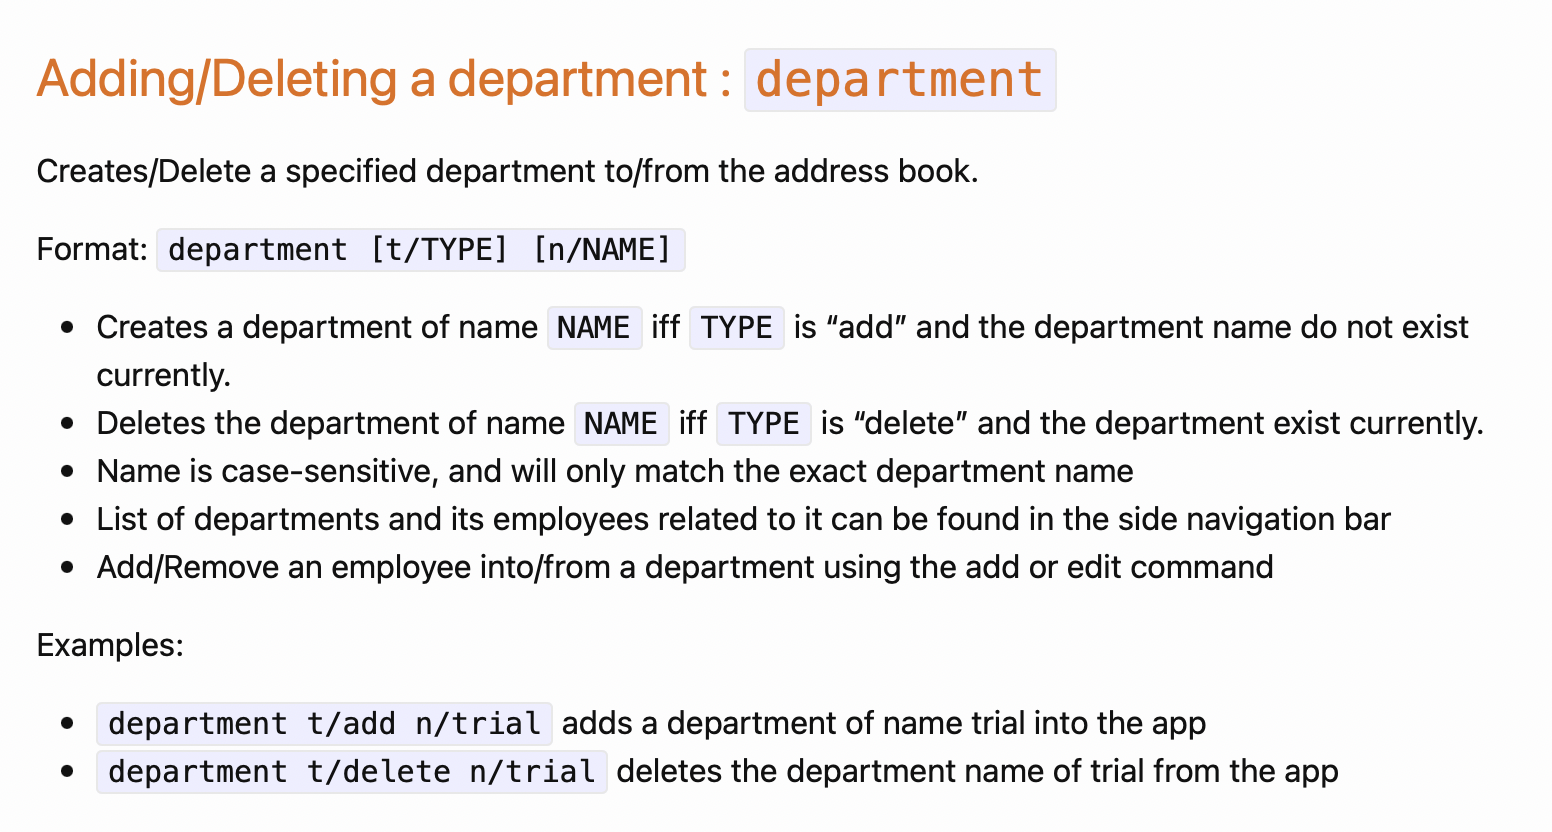 Adding/Deleting a department : department
Creates/Delete a specified department to/from the address book.
Format: department [t/TYPE] [n/NAME]
• Creates a department of name NAME iff TYPE is “add” and the department name do not exist
currently.
• Deletes the department of name NAME iff TYPE is “delete” and the department exist currently.
• Name is case-sensitive, and will only match the exact department name
• List of departments and its employees related to it can be found in the side navigation bar
• Add/Remove an employee into/from a department using the add or edit command
Examples:
• department t/add n/trial adds a department of name trial into the app
• department t/delete n/trial deletes the department name of trial from the app